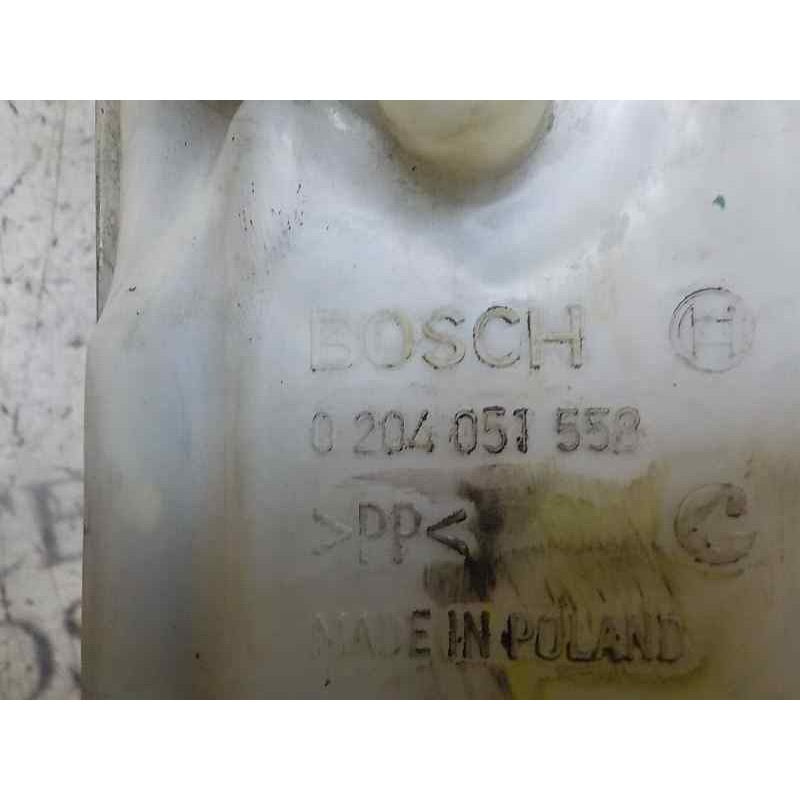 BOSCH H
0 204 051 558
>PP< C
MADE IN POLAND